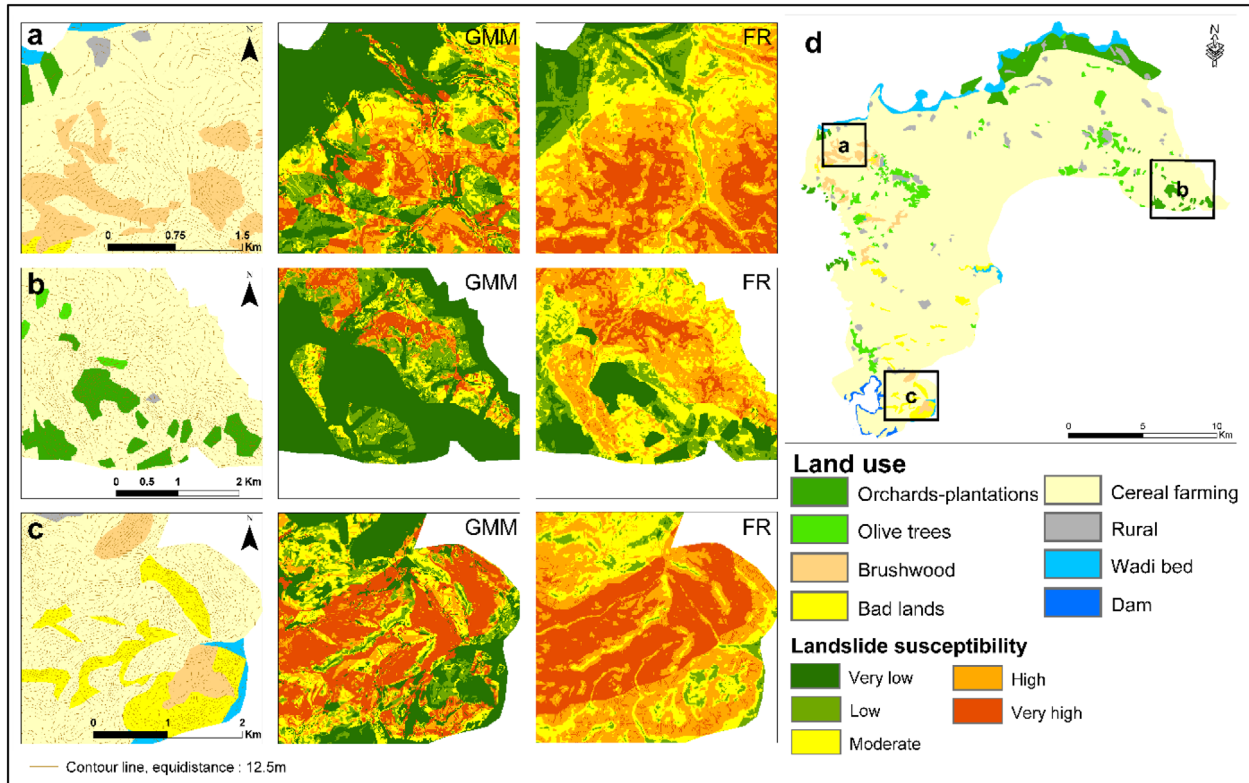 a
N
0
0.75
1.5
Km
GMM
FR
b
N
0
0.5
1
2 Km
GMM
FR
c
N
0
1
2
Km
GMM
FR
Contour line, equidistance : 12.5m
d
N
a
b
c
0
5
10
Km
Land use
Orchards-plantations
Olive trees
Brushwood
Bad lands
Cereal farming
Rural
Wadi bed
Dam
Landslide susceptibility
Very low
Low
Moderate
High
Very high